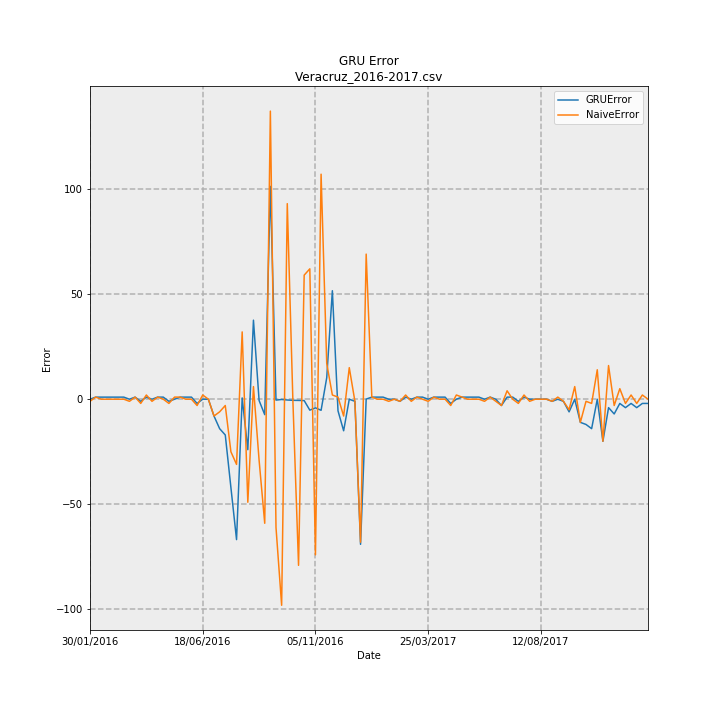 GRU Error
Veracruz_2016-2017.csv
GRUError
NaiveError
100
50
0
−50
−100
Error
30/01/2016
18/06/2016
05/11/2016
25/03/2017
12/08/2017
Date